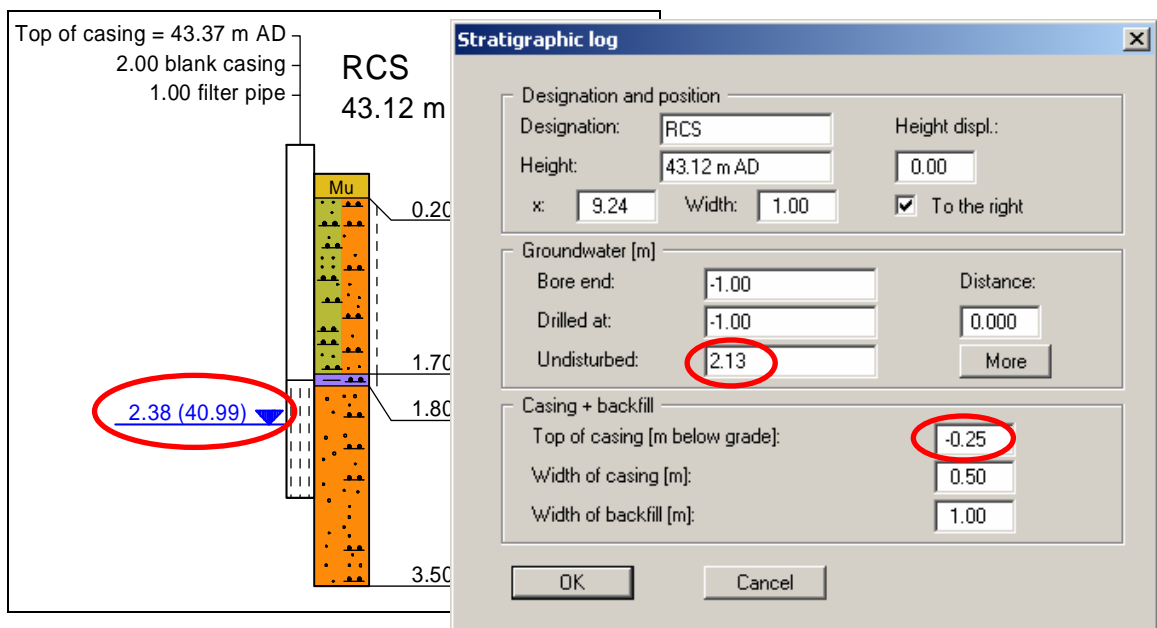 Top of casing = 43.37 m AD
2.00 blank casing
1.00 filter pipe
RCS
43.12 m
Mu
0.20
1.70
1.80
2.38 (40.99)
3.50
Stratigraphic log
Designation and position
Designation: RCS Height displ.:
Height: 43.12 m AD 0.00
x: 9.24 Width: 1.00 To the right
Groundwater [m]
Bore end: -1.00 Distance:
Drilled at: -1.00 0.000
Undisturbed: 2.13 More
Casing + backfill
Top of casing [m below grade]: -0.25
Width of casing [m]: 0.50
Width of backfill [m]: 1.00
OK Cancel